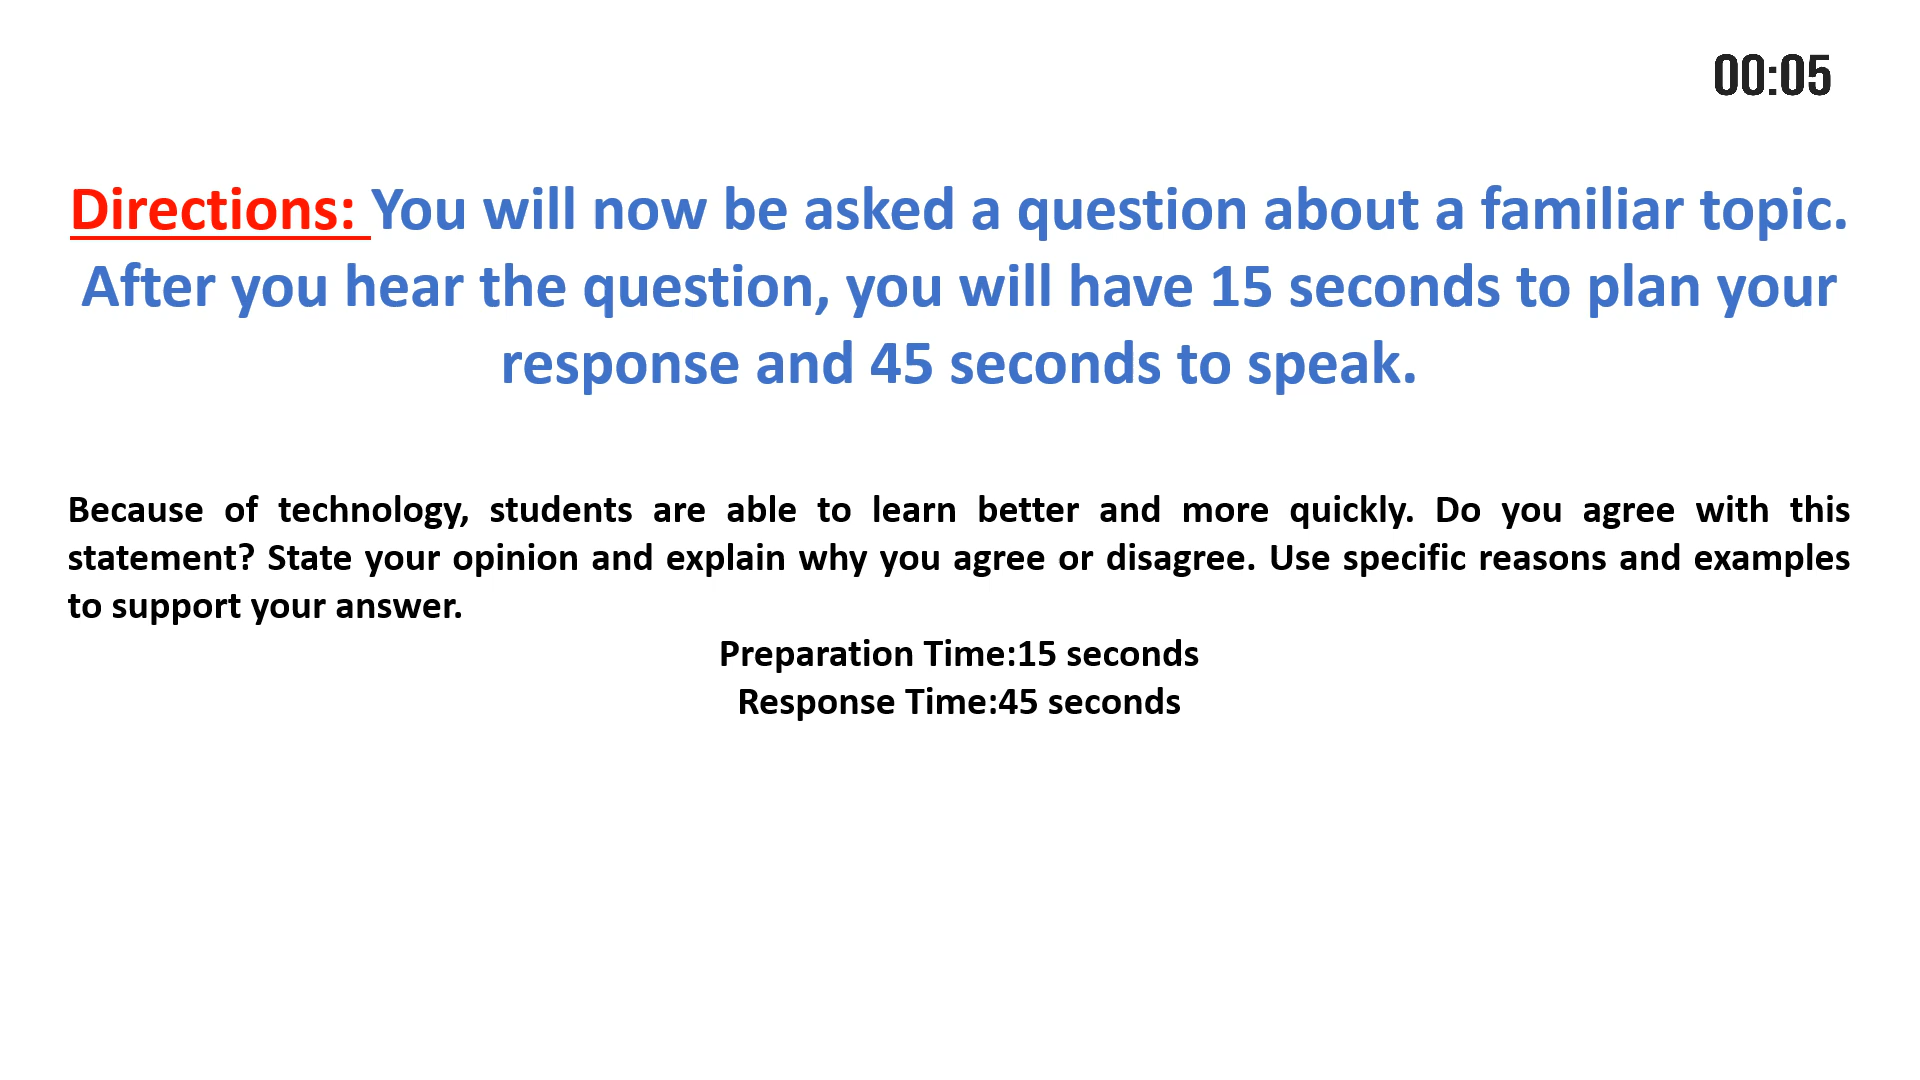 00:05
Directions: You will now be asked a question about a familiar topic.
After you hear the question, you will have 15 seconds to plan your
response and 45 seconds to speak.
Because of technology, students are able to learn better and more quickly. Do you agree with this
statement? State your opinion and explain why you agree or disagree. Use specific reasons and examples
to support your answer.
Preparation Time:15 seconds
Response Time:45 seconds